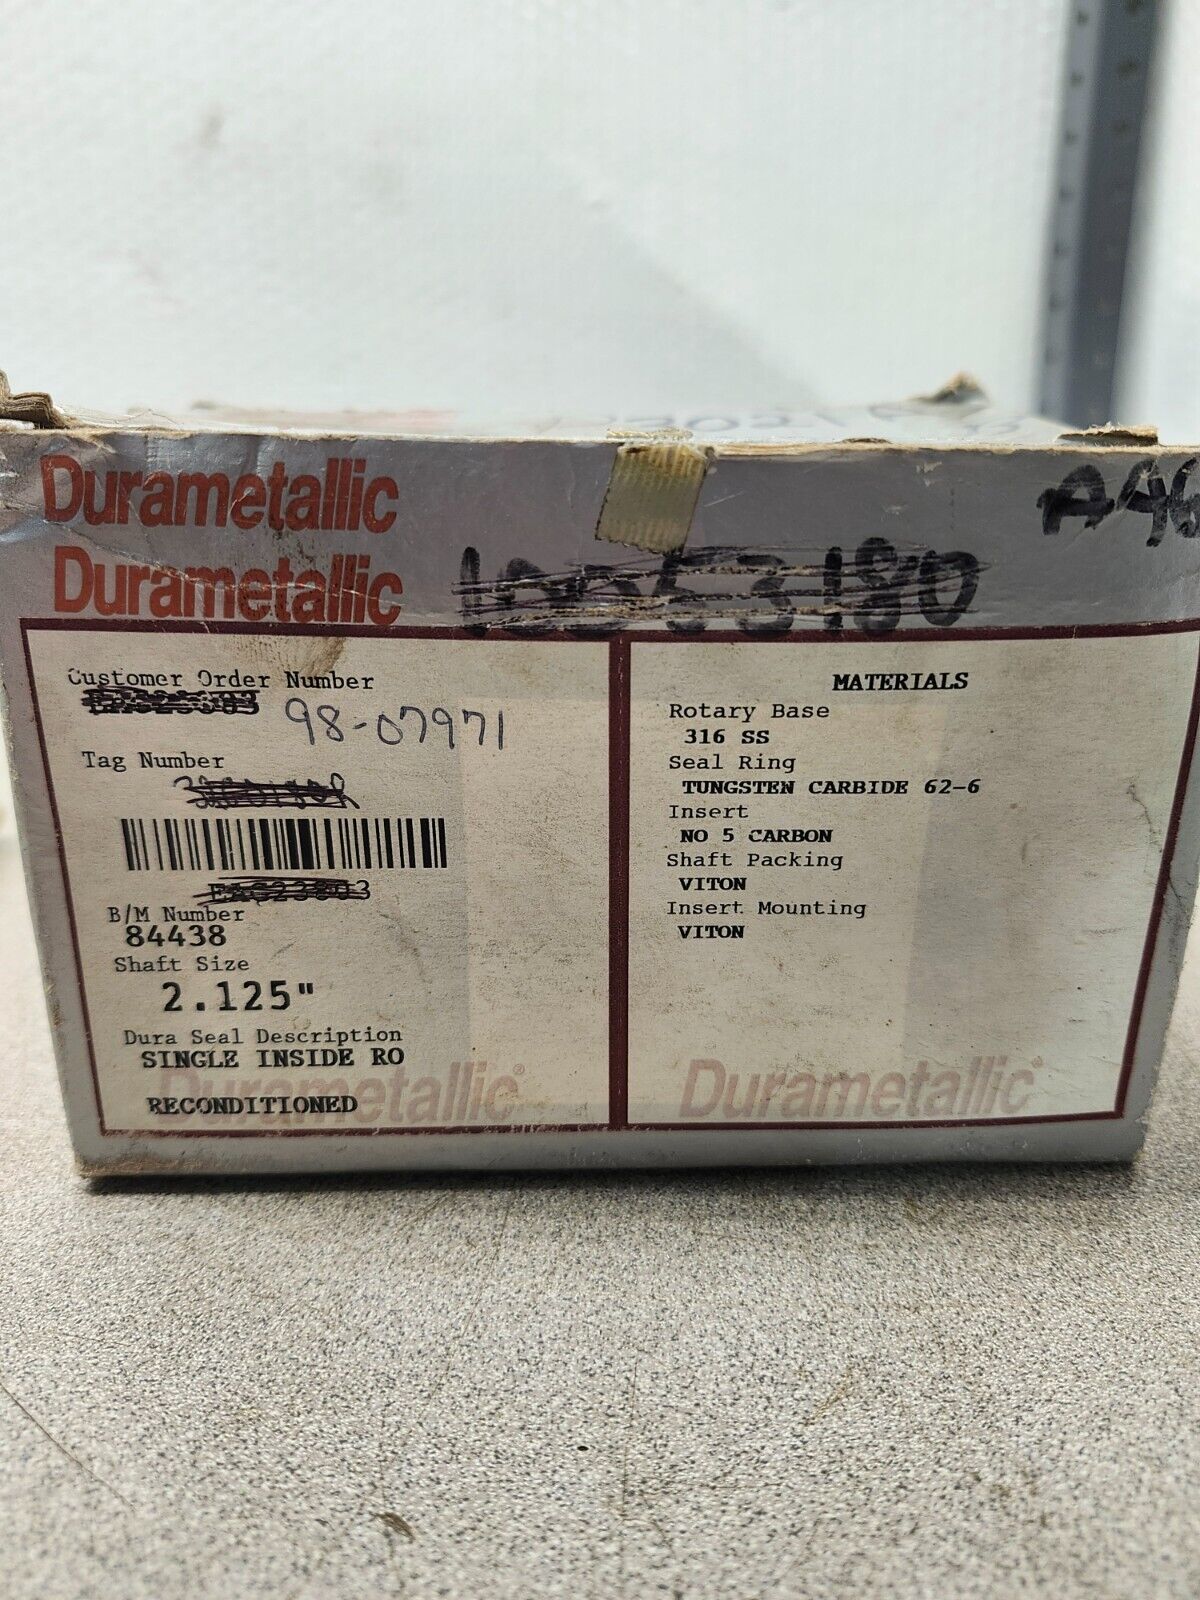 Durametallic A46
Durametallic
Customer Order Number
98-07971
Tag Number
B/M Number
84438
Shaft Size
2.125"
Dura Seal Description
SINGLE INSIDE RO
RECONDITIONED
Durametallic®
MATERIALS
Rotary Base
316 SS
Seal Ring
TUNGSTEN CARBIDE 62-6
Insert
NO 5 CARBON
Shaft Packing
VITON
Insert Mounting
VITON
Durametallic®